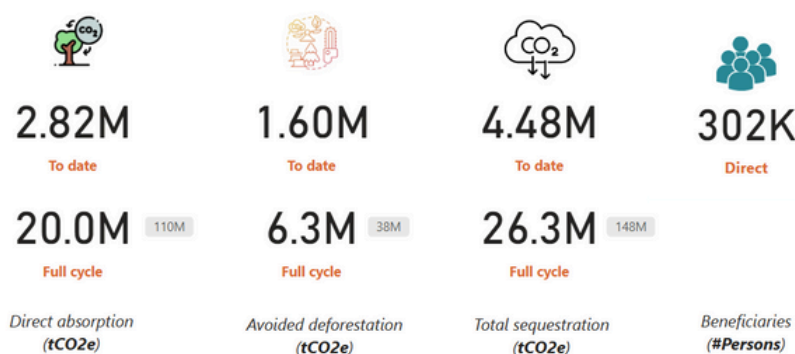 CO2
CO2
2.82M
To date
1.60M
To date
4.48M
To date
302K
Direct
20.0M 110M
Full cycle
6.3M 38M
Full cycle
26.3M 148M
Full cycle
Direct absorption
(tCO2e)
Avoided deforestation
(tCO2e)
Total sequestration
(tCO2e)
Beneficiaries
(#Persons)